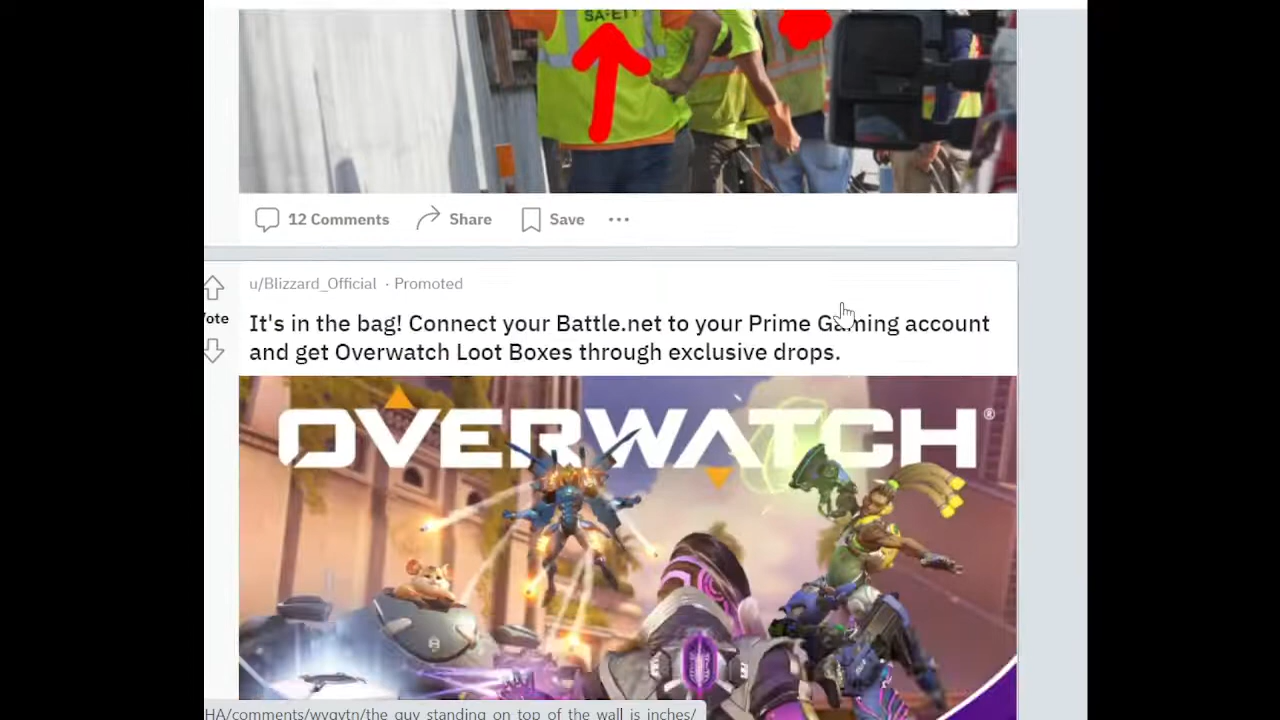 SAFETY
12 Comments Share Save
u/Blizzard_Official · Promoted
Vote
It's in the bag! Connect your Battle.net to your Prime Gaming account
and get Overwatch Loot Boxes through exclusive drops.
OVERWATCH®
HA/comments/wvqvtn/the_guy_standing_on_top_of_the_wall_is_inches/